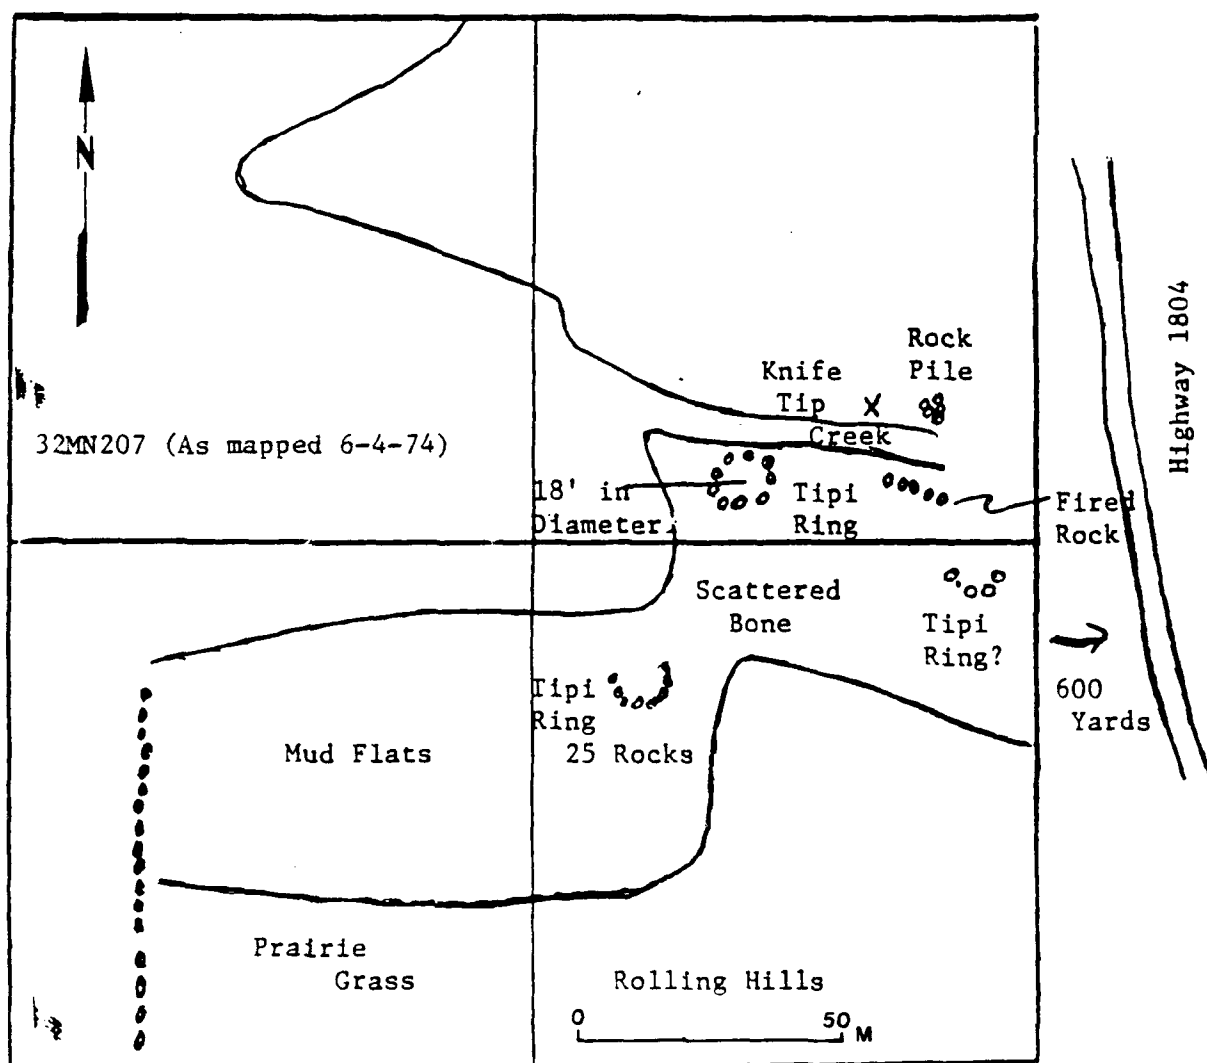 N
Rock
Pile
Knife
Tip X
Creek
32MN207 (As mapped 6-4-74)
Highway 1804
18' in
Diameter
Tipi
Ring
Fired
Rock
Scattered
Bone
Tipi
Ring?
600
Yards
Tipi
Ring
25 Rocks
Mud Flats
Prairie
Grass
Rolling Hills
0 50 M